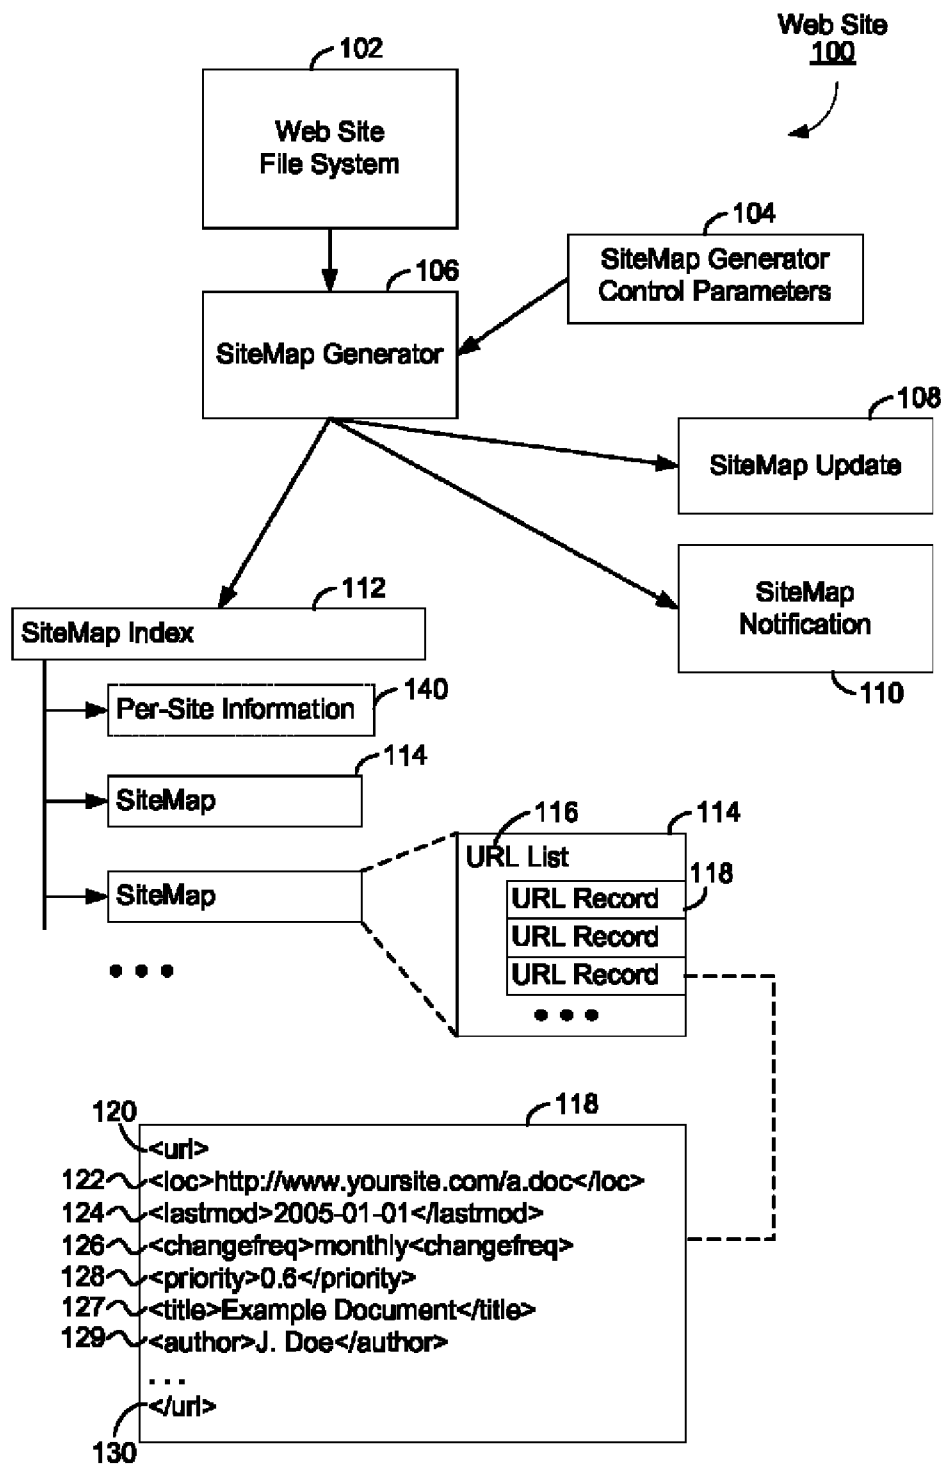 Web Site
100
102
Web Site
File System
104
SiteMap Generator
Control Parameters
106
SiteMap Generator
108
SiteMap Update
SiteMap
Notification
110
112
SiteMap Index
140
Per-Site Information
114
SiteMap
SiteMap
116
114
URL List
118
URL Record
URL Record
URL Record
118
120
<url>
122 <loc>http://www.yoursite.com/a.doc</loc>
124 <lastmod>2005-01-01</lastmod>
126 <changefreq>monthly<changefreq>
128 <priority>0.6</priority>
127 <title>Example Document</title>
129 <author>J. Doe</author>
. . .
</url>
130